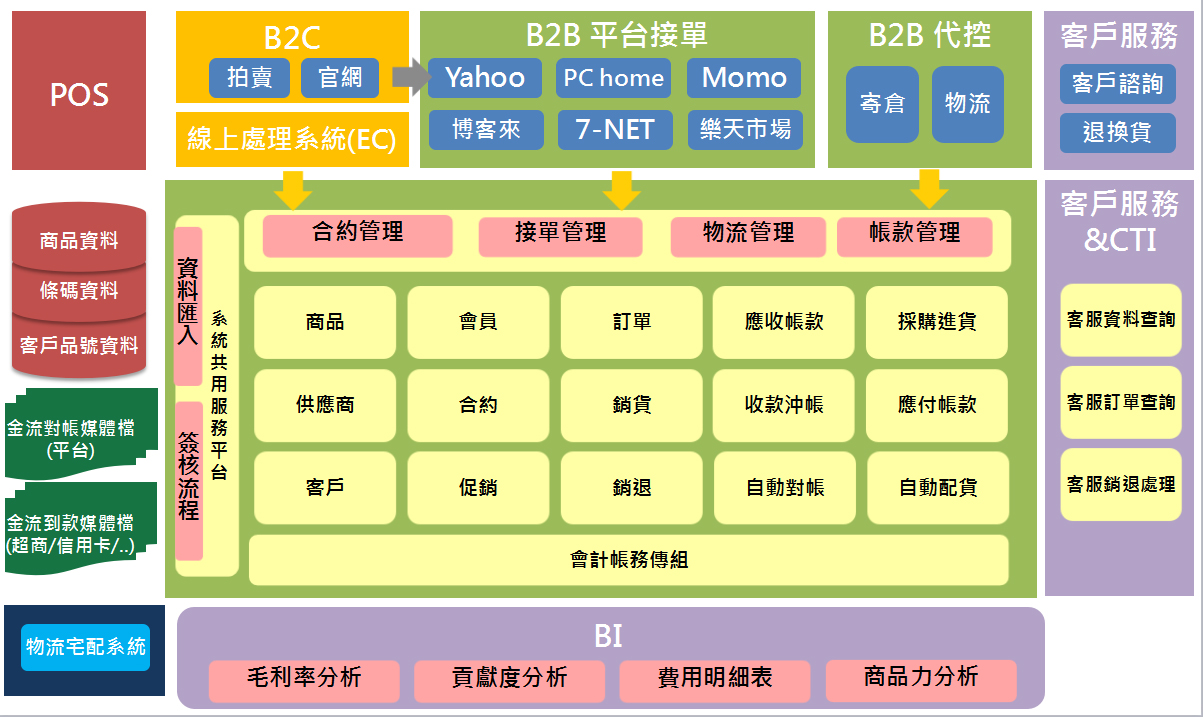 POS
B2C
拍賣
官網
線上處理系統(EC)
B2B 平台接單
Yahoo
PC home
Momo
博客來
7-NET
樂天市場
B2B 代控
寄倉
物流
客戶服務
客戶諮詢
退換貨
商品資料
條碼資料
客戶品號資料
金流對帳媒體檔
(平台)
金流到款媒體檔
(超商/信用卡/..)
物流宅配系統
資料匯入
簽核流程
系統共用服務平台
合約管理
接單管理
物流管理
帳款管理
商品
會員
訂單
應收帳款
採購進貨
供應商
合約
銷貨
收款沖帳
應付帳款
客戶
促銷
銷退
自動對帳
自動配貨
會計帳務傳組
客戶服務
&CTI
客服資料查詢
客服訂單查詢
客服銷退處理
BI
毛利率分析
貢獻度分析
費用明細表
商品力分析